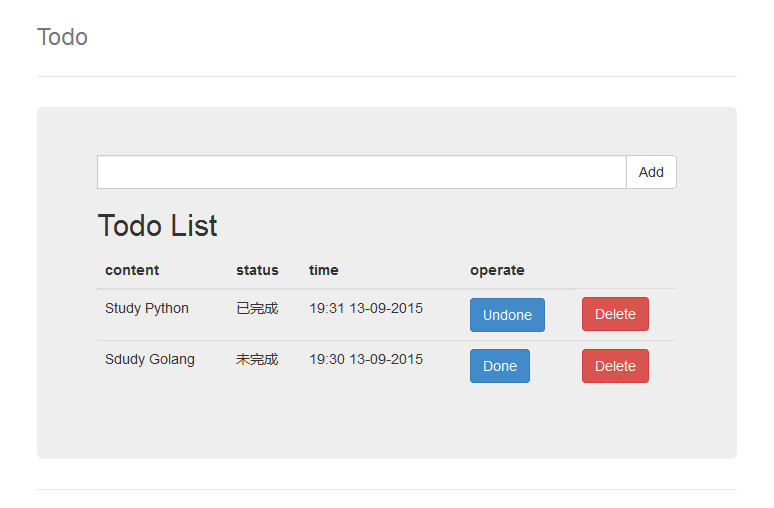 Todo
Add
Todo List
content status time operate
Study Python 已完成 19:31 13-09-2015 Undone Delete
Sdudy Golang 未完成 19:30 13-09-2015 Done Delete